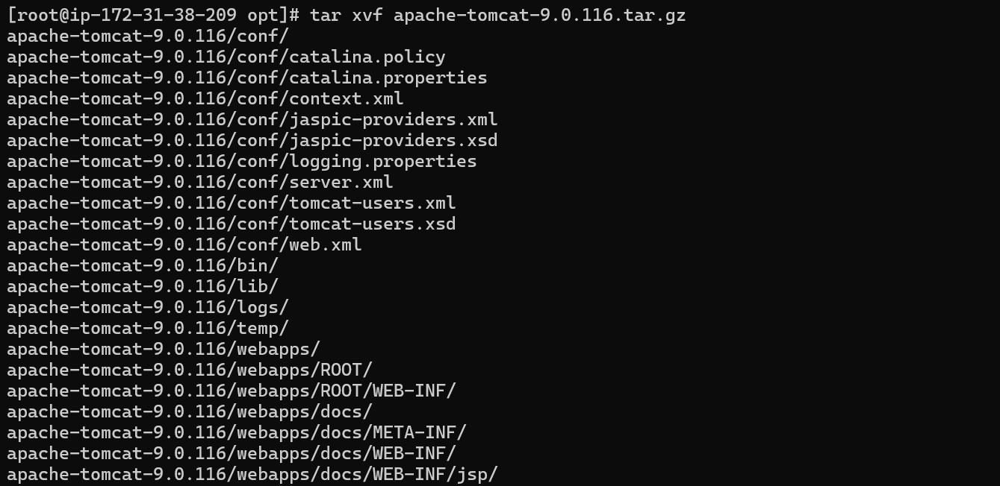 [root@ip-172-31-38-209 opt]# tar xvf apache-tomcat-9.0.116.tar.gz
apache-tomcat-9.0.116/conf/
apache-tomcat-9.0.116/conf/catalina.policy
apache-tomcat-9.0.116/conf/catalina.properties
apache-tomcat-9.0.116/conf/context.xml
apache-tomcat-9.0.116/conf/jaspic-providers.xml
apache-tomcat-9.0.116/conf/jaspic-providers.xsd
apache-tomcat-9.0.116/conf/logging.properties
apache-tomcat-9.0.116/conf/server.xml
apache-tomcat-9.0.116/conf/tomcat-users.xml
apache-tomcat-9.0.116/conf/tomcat-users.xsd
apache-tomcat-9.0.116/conf/web.xml
apache-tomcat-9.0.116/bin/
apache-tomcat-9.0.116/lib/
apache-tomcat-9.0.116/logs/
apache-tomcat-9.0.116/temp/
apache-tomcat-9.0.116/webapps/
apache-tomcat-9.0.116/webapps/ROOT/
apache-tomcat-9.0.116/webapps/ROOT/WEB-INF/
apache-tomcat-9.0.116/webapps/docs/
apache-tomcat-9.0.116/webapps/docs/META-INF/
apache-tomcat-9.0.116/webapps/docs/WEB-INF/
apache-tomcat-9.0.116/webapps/docs/WEB-INF/jsp/